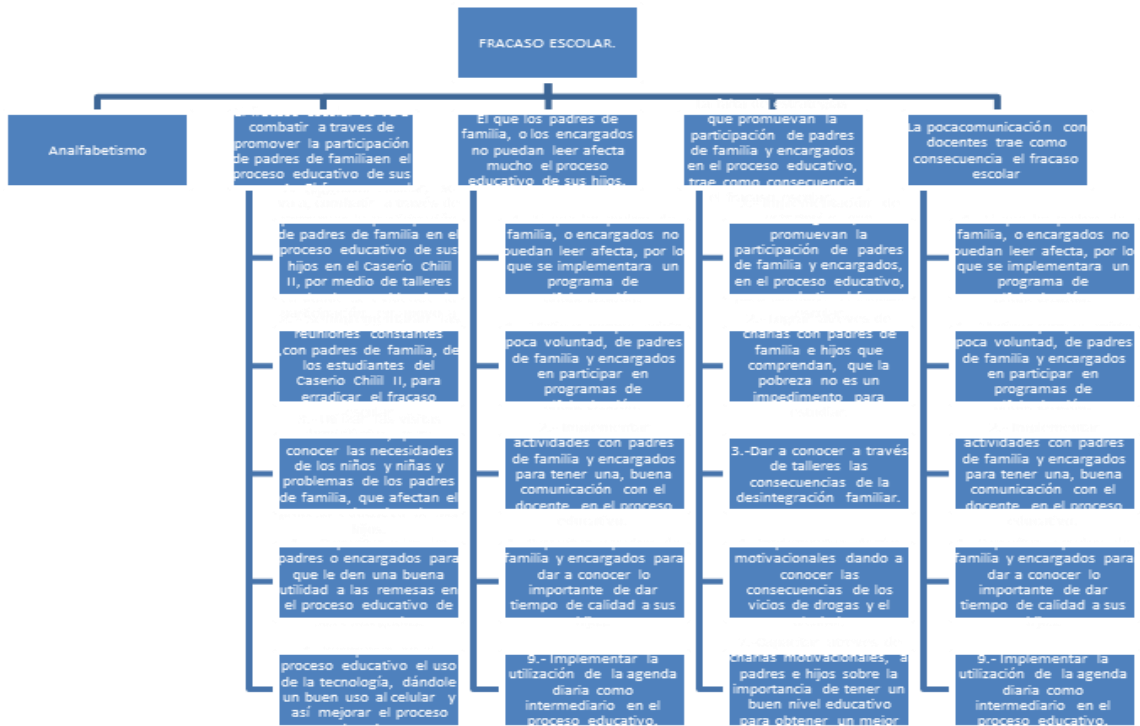 FRACASO ESCOLAR.
Analfabetismo
combatir a traves de
promover la participación
de padres de familiaen el
proceso educativo de sus
El que los padres de
familia, o los encargados
no puedan leer afecta
mucho el proceso
educativo de sus hijos.
que promuevan la
participación de padres
de familia y encargados
en el proceso educativo,
trae como consecuencia
La pocacomunicación con
docentes trae como
consecuencia el fracaso
escolar
de padres de familia en el
proceso educativo de sus
hijos en el Caserío Chilil
II, por medio de talleres
reuniones constantes
,con padres de familia, de
los estudiantes del
Caserio Chilil II, para
erradicar el fracaso
conocer las necesidades
de los niños y niñas y
problemas de los padres
de familia, que afectan el
padres o encargados para
que le den una buena
utilidad a las remesas en
el proceso educativo de
proceso educativo el uso
de la tecnología, dándole
un buen uso al celular y
así mejorar el proceso
familia, o encargados no
puedan leer afecta, por lo
que se implementara un
programa de
poca voluntad, de padres
de familia y encargados
en participar en
programas de
actividades con padres
de familia y encargados
para tener una, buena
comunicación con el
docente en el proceso
familia y encargados para
dar a conocer lo
importante de dar
tiempo de calidad a sus
9.- Implementar la
utilización de la agenda
diaria como
intermediario en el
proceso educativo.
promuevan la
participación de padres
de familia y encargados,
en el proceso educativo,
charlas con padres de
familia e hijos que
comprendan, que la
pobreza no es un
impedimento para
3.-Dar a conocer a través
de talleres las
consecuencias de la
desintegración familiar.
motivacionales dando a
conocer las
consecuencias de los
vicios de drogas y el
charlas motivacionales, a
padres e hijos sobre la
importancia de tener un
buen nivel educativo
para obtener un mejor
familia, o encargados no
puedan leer afecta, por lo
que se implementara un
programa de
poca voluntad, de padres
de familia y encargados
en participar en
programas de
actividades con padres
de familia y encargados
para tener una, buena
comunicación con el
docente en el proceso
familia y encargados para
dar a conocer lo
importante de dar
tiempo de calidad a sus
9.- Implementar la
utilización de la agenda
diaria como
intermediario en el
proceso educativo.